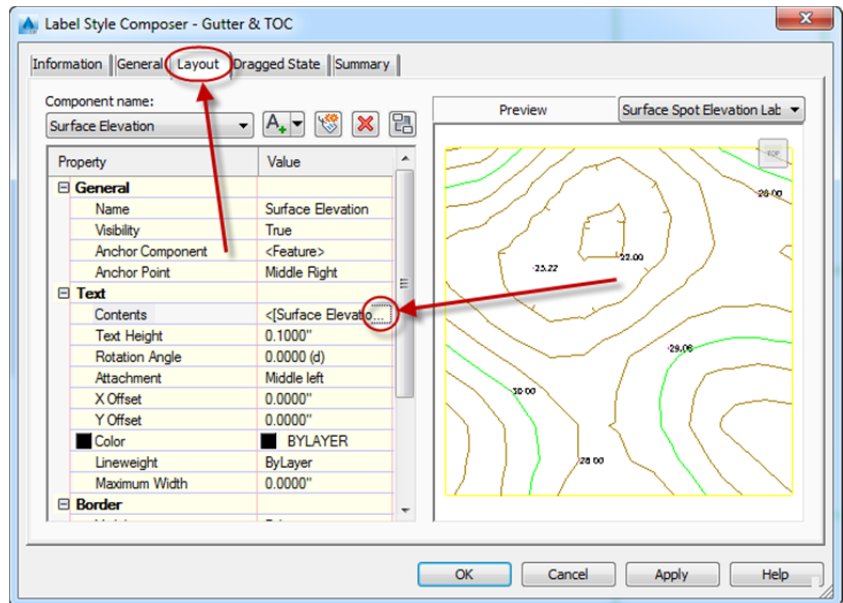 Label Style Composer - Gutter & TOC
Information General Layout Dragged State Summary
Component name:
Surface Elevation
Preview Surface Spot Elevation Lab
Property Value
General
Name Surface Elevation
Visibility True
Anchor Component <Feature>
Anchor Point Middle Right
Text
Contents <[Surface Elevatio...
Text Height 0.1000"
Rotation Angle 0.0000 (d)
Attachment Middle left
X Offset 0.0000"
Y Offset 0.0000"
Color BYLAYER
Lineweight ByLayer
Maximum Width 0.0000"
Border
TOP
28.00
22.00
23.22
29.06
30.00
28.00
OK Cancel Apply Help